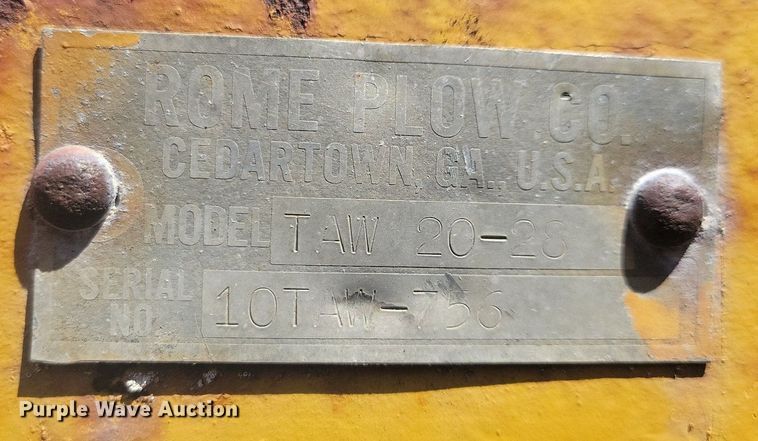 ROME PLOW CO.
CEDARTOWN, GA., U.S.A.
MODEL TAW 20-28
SERIAL NO. 10TAW-756
Purple Wave Auction